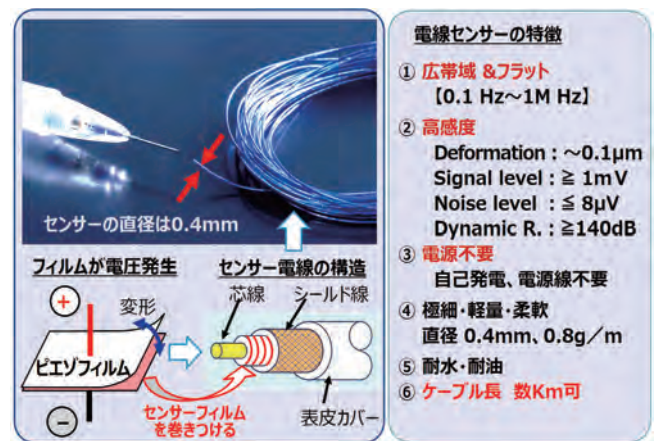 センサーの直径は0.4mm
フィルムが電圧発生
＋
変形
ピエゾフィルム
－
センサー電線の構造
芯線
シールド線
センサーフィルム
を巻きつける
表皮カバー
電線センサーの特徴
① 広帯域 &フラット
【0.1 Hz～1M Hz】
② 高感度
Deformation : ～0.1μm
Signal level : ≧ 1mV
Noise level : ≦ 8μV
Dynamic R. : ≧140dB
③ 電源不要
自己発電、電源線不要
④ 極細・軽量・柔軟
直径 0.4mm、0.8g／m
⑤ 耐水・耐油
⑥ ケーブル長 数Km可